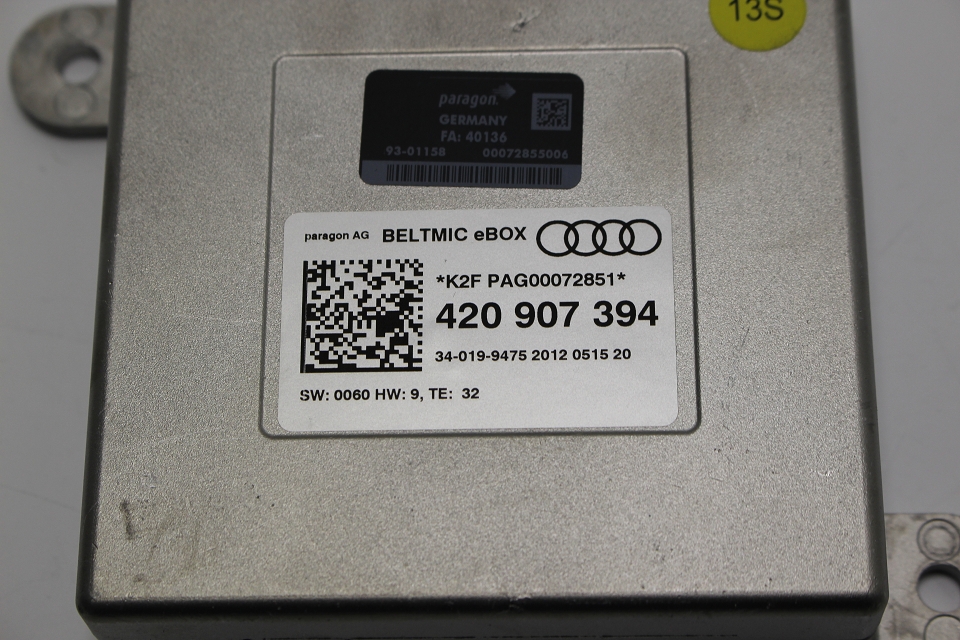 13S
paragon
GERMANY
FA: 40136
93-01158 00072855006
paragon AG BELTMIC eBOX
*K2F PAG00072851*
420 907 394
34-019-9475 2012 0515 20
SW: 0060 HW: 9, TE: 32